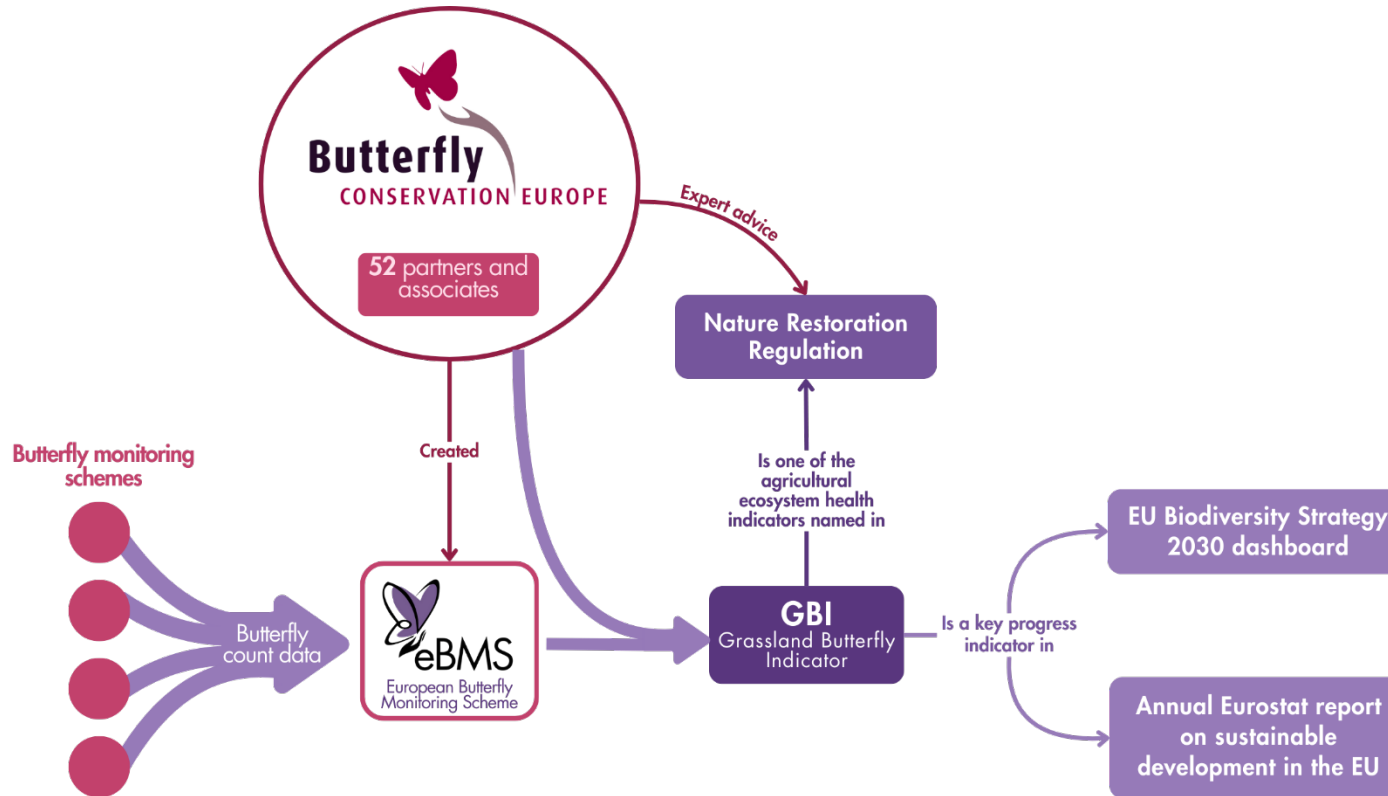 Butterfly
CONSERVATION EUROPE
52 partners and
associates
Expert advice
Nature Restoration
Regulation
Created
Is one of the
agricultural
ecosystem health
indicators named in
Butterfly monitoring
schemes
Butterfly
count data
eBMS
European Butterfly
Monitoring Scheme
GBI
Grassland Butterfly
Indicator
Is a key progress
indicator in
EU Biodiversity Strategy
2030 dashboard
Annual Eurostat report
on sustainable
development in the EU